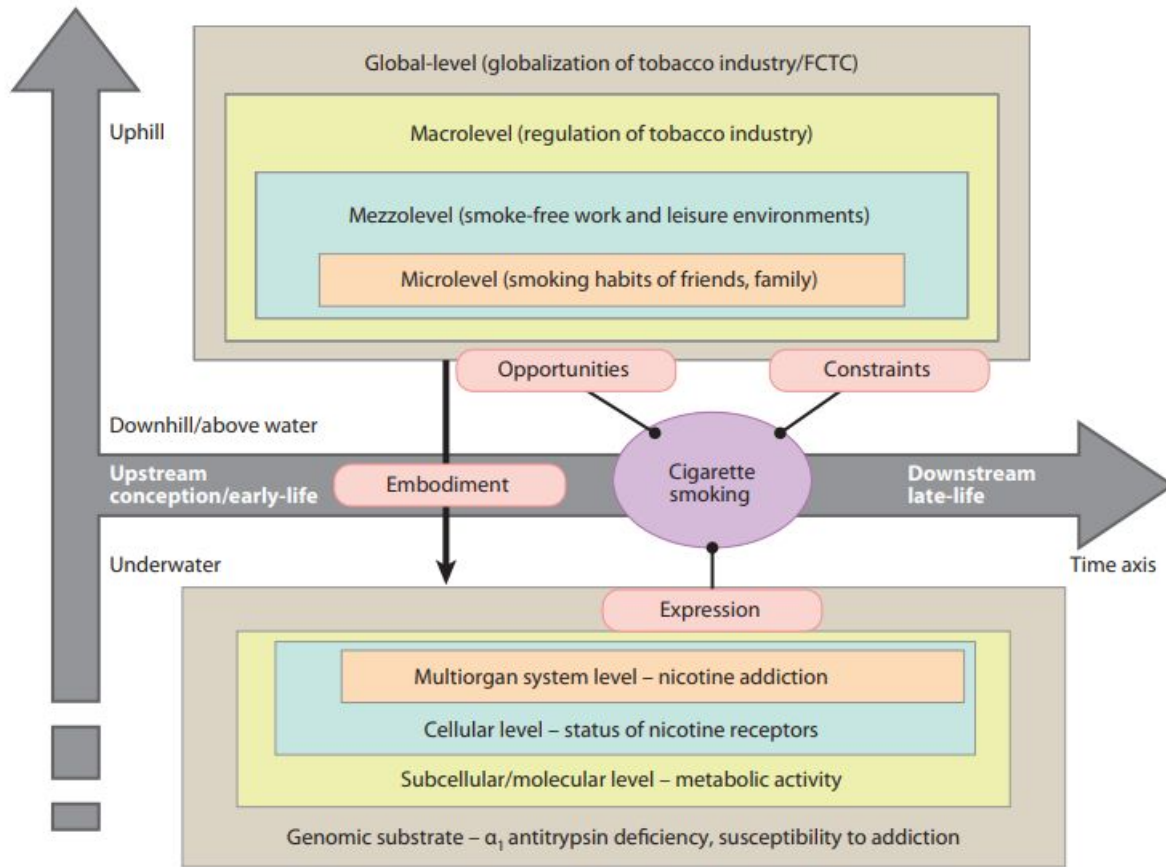 Global-level (globalization of tobacco industry/FCTC)
Uphill
Macrolevel (regulation of tobacco industry)
Mezzolevel (smoke-free work and leisure environments)
Microlevel (smoking habits of friends, family)
Opportunities
Constraints
Downhill/above water
Upstream
conception/early-life
Embodiment
Cigarette
smoking
Downstream
late-life
Underwater
Time axis
Expression
Multiorgan system level – nicotine addiction
Cellular level – status of nicotine receptors
Subcellular/molecular level – metabolic activity
Genomic substrate – α₁ antitrypsin deficiency, susceptibility to addiction